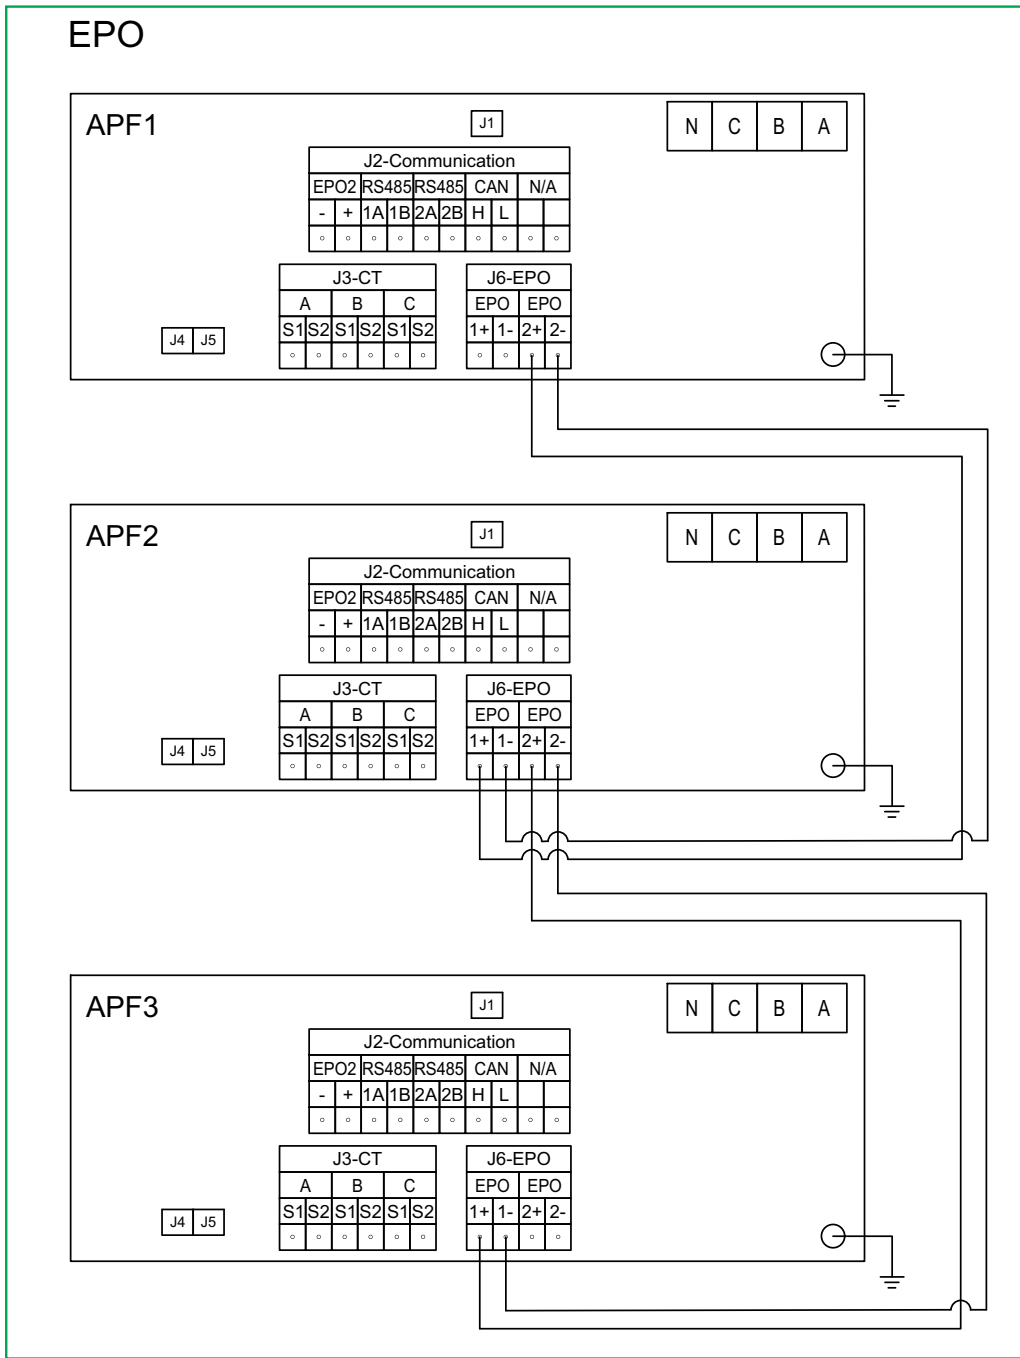 EPO
APF1
J1
N C B A
J2-Communication
EPO2 RS485 RS485 CAN N/A
- + 1A 1B 2A 2B H L
J3-CT
J6-EPO
A B C
EPO EPO
S1 S2 S1 S2 S1 S2
1+ 1- 2+ 2-
J4 J5
APF2
J1
N C B A
J2-Communication
EPO2 RS485 RS485 CAN N/A
- + 1A 1B 2A 2B H L
J3-CT
J6-EPO
A B C
EPO EPO
S1 S2 S1 S2 S1 S2
1+ 1- 2+ 2-
J4 J5
APF3
J1
N C B A
J2-Communication
EPO2 RS485 RS485 CAN N/A
- + 1A 1B 2A 2B H L
J3-CT
J6-EPO
A B C
EPO EPO
S1 S2 S1 S2 S1 S2
1+ 1- 2+ 2-
J4 J5